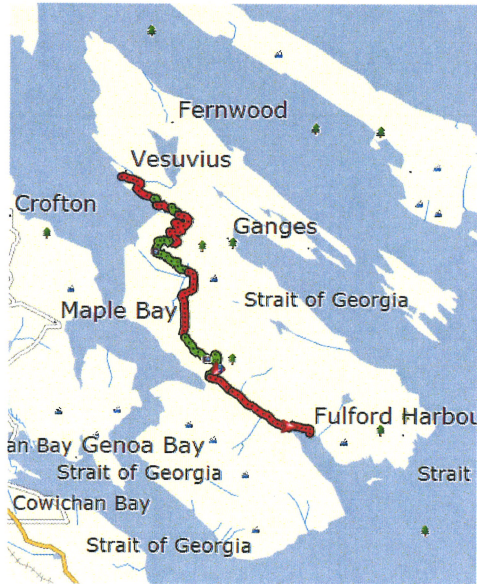 Fernwood
Vesuvius
Crofton
Ganges
Strait of Georgia
Maple Bay
Fulford Harbou
an Bay
Genoa Bay
Strait of Georgia
Strait
Cowichan Bay
Strait of Georgia